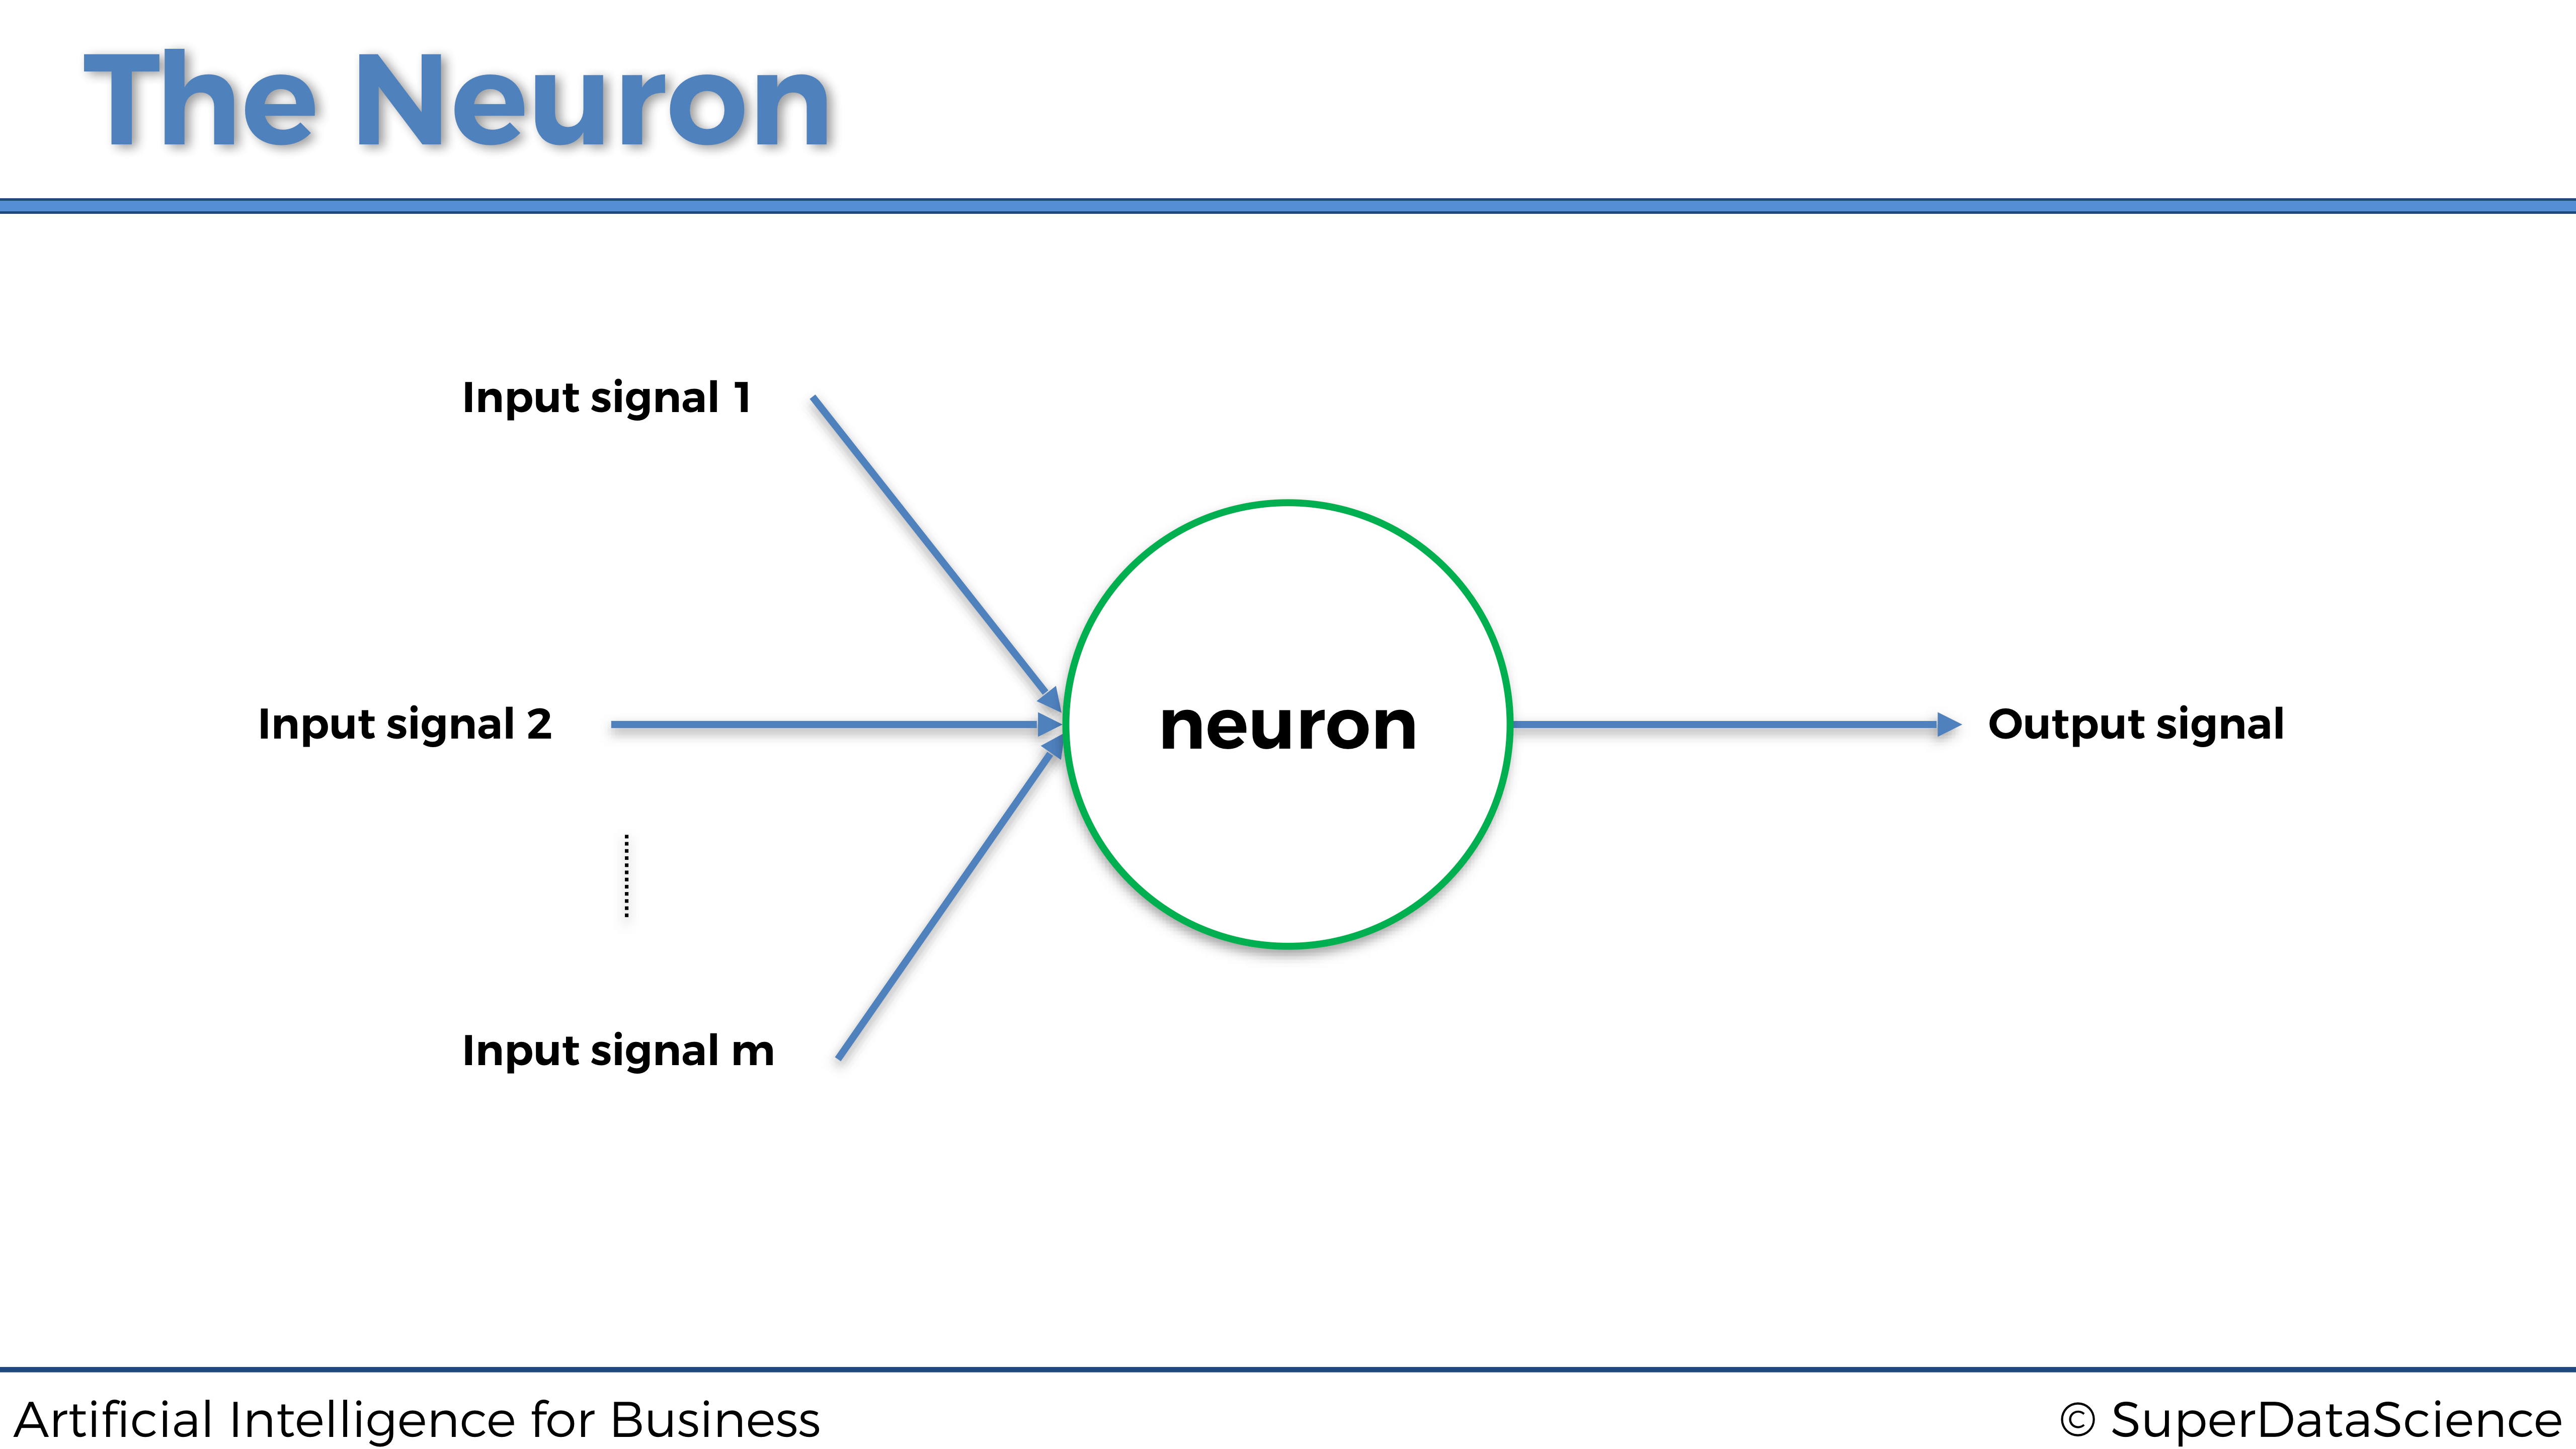 The Neuron
Input signal 1
Input signal 2
neuron
Output signal
Input signal m
Artificial Intelligence for Business
© SuperDataScience